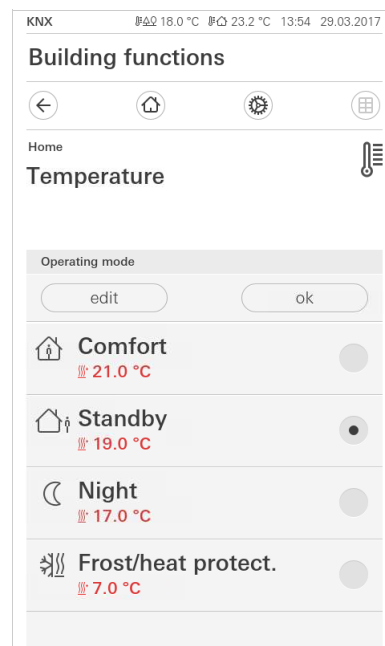 KNX 18.0 °C 23.2 °C 13:54 29.03.2017
Building functions
Home
Temperature
Operating mode
edit ok
Comfort
21.0 °C
Standby
19.0 °C
Night
17.0 °C
Frost/heat protect.
7.0 °C